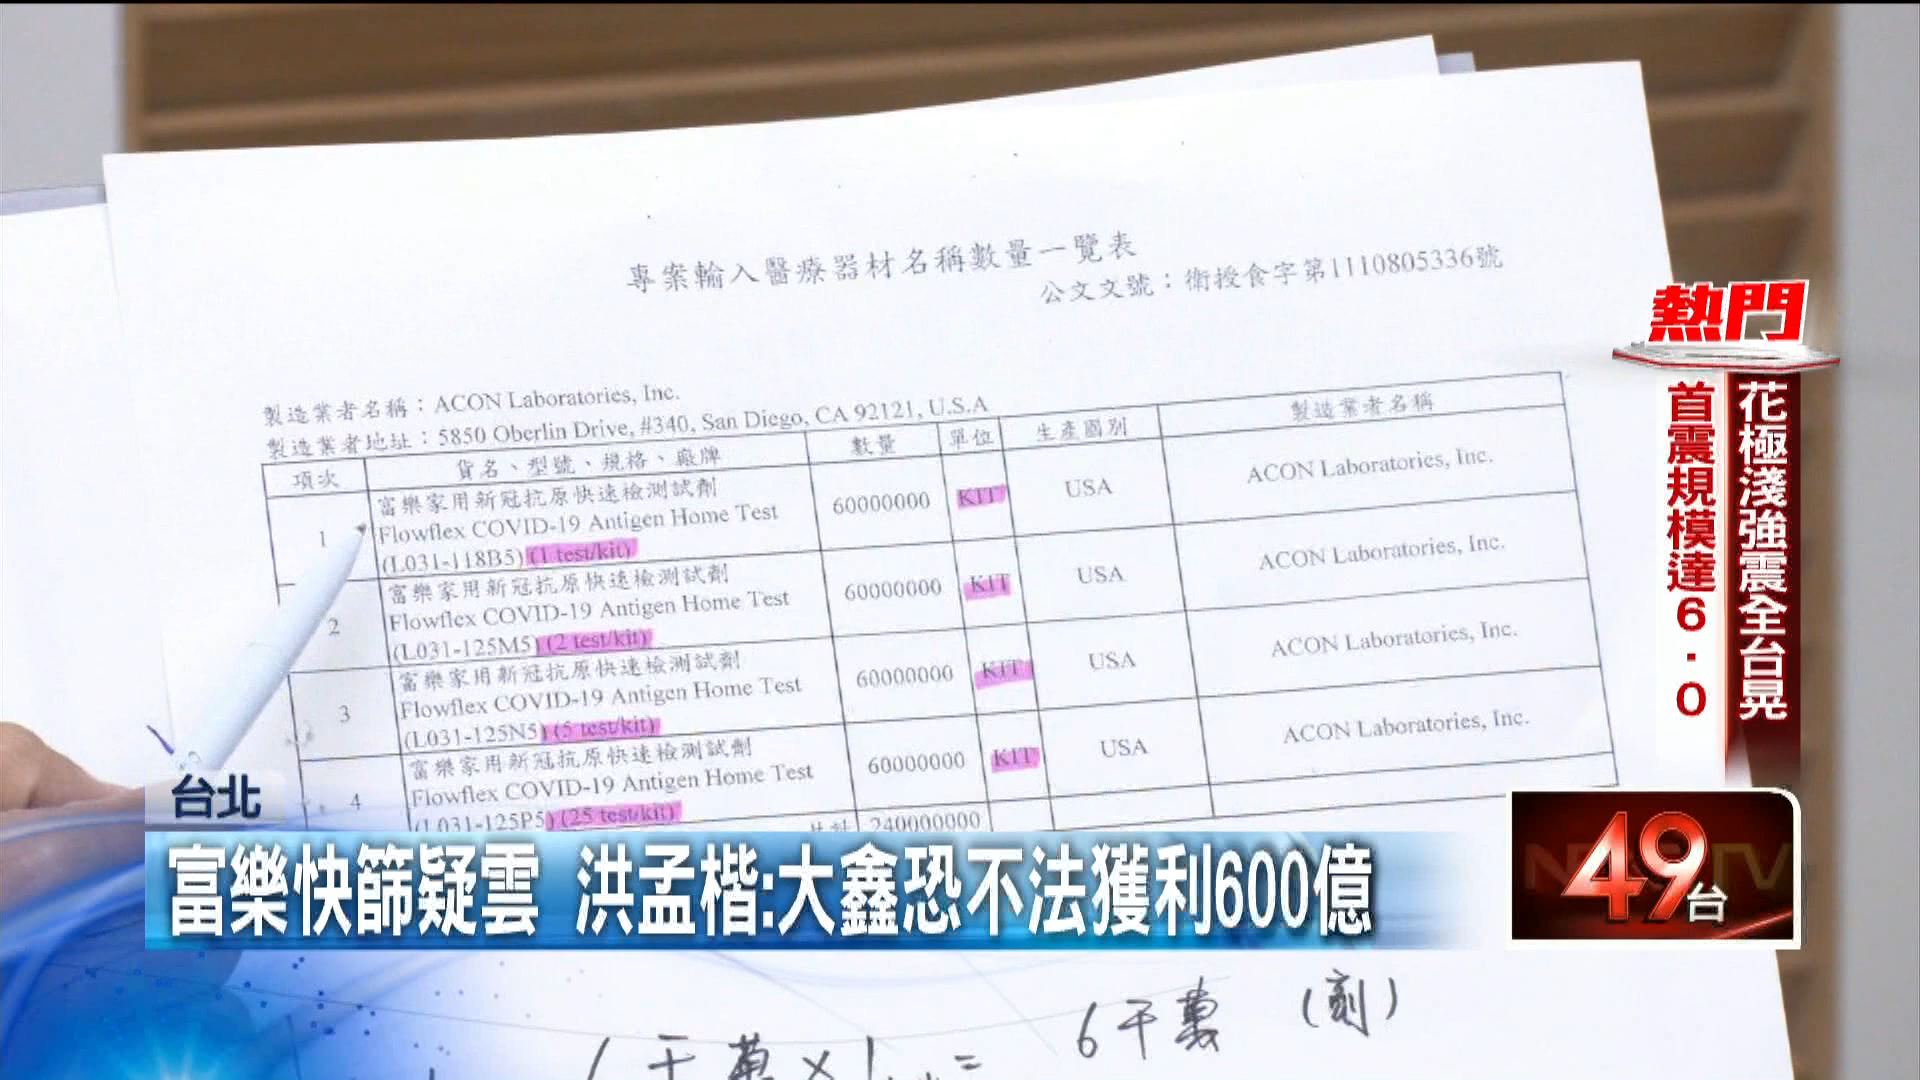 專案輸入醫療器材名稱數量一覽表
公文文號：衛授食字第1110805336號
製造業者名稱：ACON Laboratories, Inc.
製造業者地址：5850 Oberlin Drive, #340, San Diego, CA 92121, U.S.A
項次 貨名、型號、規格、廠牌 數量 單位 生產國別 製造業者名稱
1 富樂家用新冠抗原快速檢測試劑
Flowflex COVID-19 Antigen Home Test
(L031-118B5) (1 test/kit) 60000000 KIT USA ACON Laboratories, Inc.
2 富樂家用新冠抗原快速檢測試劑
Flowflex COVID-19 Antigen Home Test
(L031-125M5) (2 test/kit) 60000000 KIT USA ACON Laboratories, Inc.
3 富樂家用新冠抗原快速檢測試劑
Flowflex COVID-19 Antigen Home Test
(L031-125N5) (5 test/kit) 60000000 KIT USA ACON Laboratories, Inc.
4 富樂家用新冠抗原快速檢測試劑
Flowflex COVID-19 Antigen Home Test
(L031-125P5) (25 test/kit) 60000000 KIT USA ACON Laboratories, Inc.
240000000
6千萬 (劑)
熱門
花極淺強震全台晃
首震規模達6.0
台北
富樂快篩疑雲 洪孟楷:大鑫恐不法獲利600億
49台